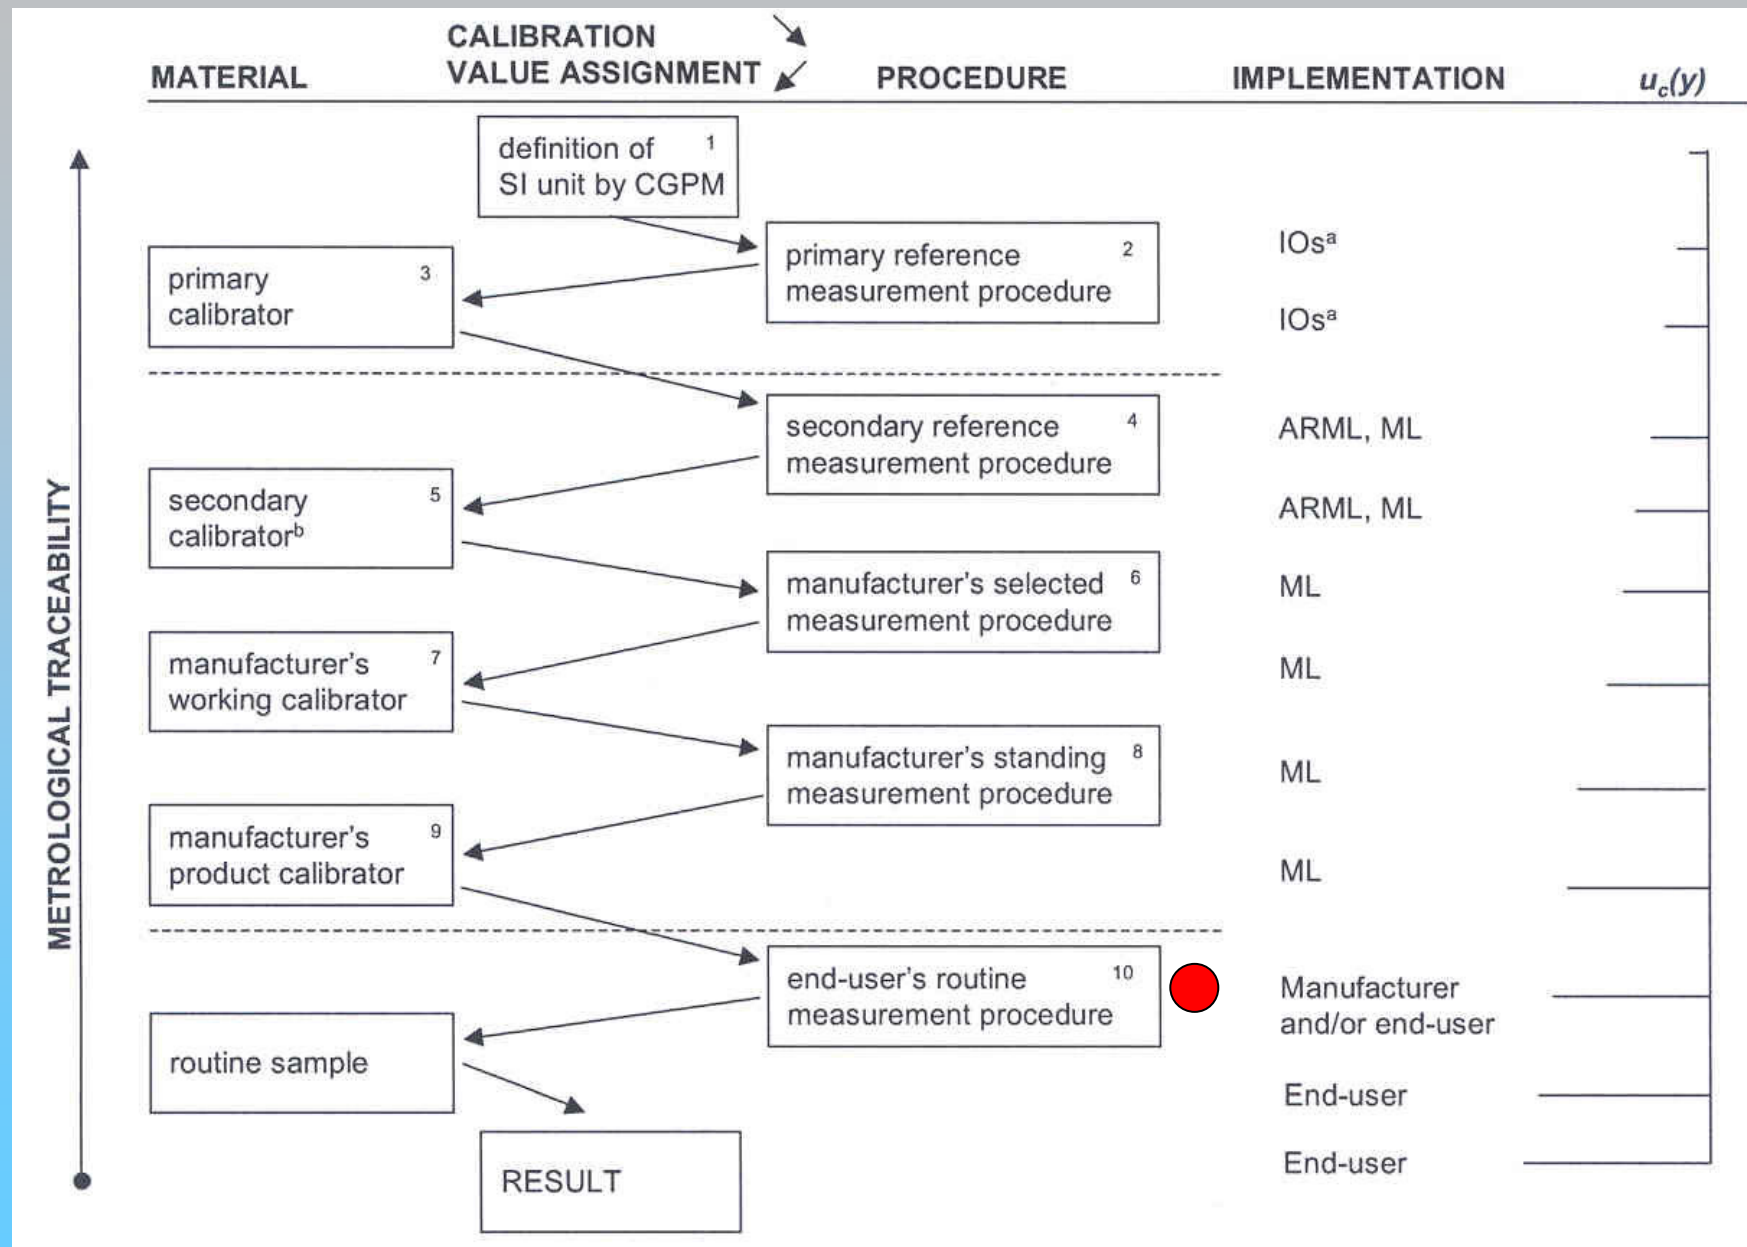 CALIBRATION
VALUE ASSIGNMENT
MATERIAL
PROCEDURE
IMPLEMENTATION
u_c(y)
definition of 1
SI unit by CGPM
primary reference 2
measurement procedure
IOsᵃ
primary 3
calibrator
IOsᵃ
secondary reference 4
measurement procedure
ARML, ML
secondary 5
calibratorᵇ
ARML, ML
manufacturer's selected 6
measurement procedure
ML
manufacturer's 7
working calibrator
ML
manufacturer's standing 8
measurement procedure
ML
manufacturer's 9
product calibrator
ML
end-user's routine 10
measurement procedure
Manufacturer
and/or end-user
routine sample
End-user
RESULT
End-user
METROLOGICAL TRACEABILITY